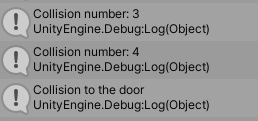 Collision number: 3
UnityEngine.Debug:Log(Object)
Collision number: 4
UnityEngine.Debug:Log(Object)
Collision to the door
UnityEngine.Debug:Log(Object)